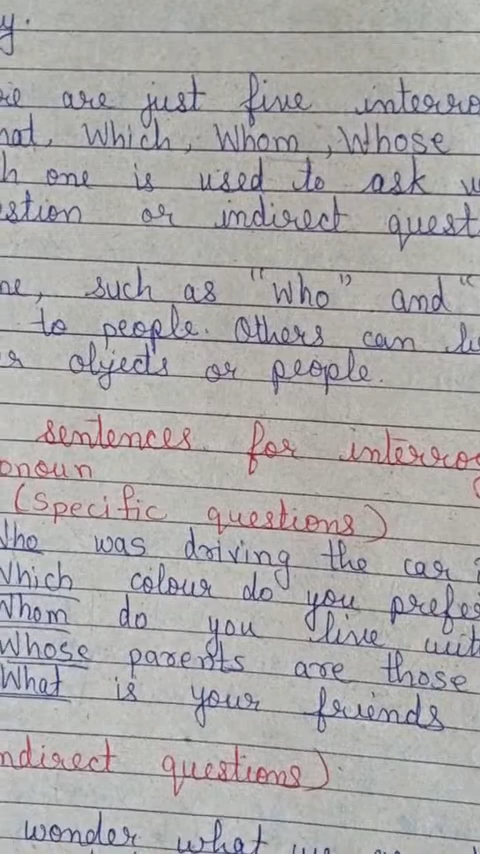 y.
re are just five interro
hat, Which, Whom, Whose
h one is used to ask w
estion or indirect quest
ne, such as "who" and "
to people. Others can be
r objects or people.
sentences for interro
onoun
(Specific questions)
Who was driving the car ?
Which colour do you prefe
Whom do you live wit
Whose parents are those
What is your friends
ndirect questions)
wonder what